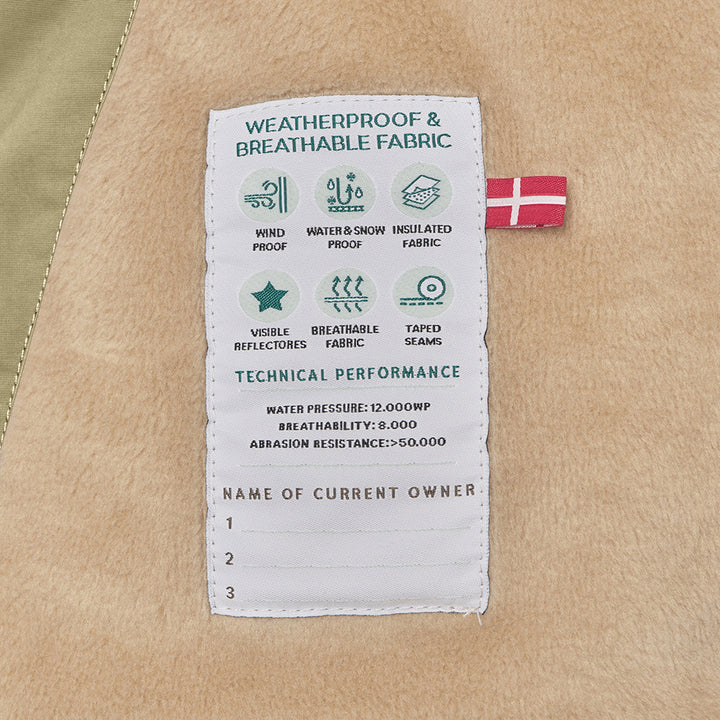 WEATHERPROOF &
BREATHABLE FABRIC
WIND
PROOF
WATER & SNOW
PROOF
INSULATED
FABRIC
VISIBLE
REFLECTORES
BREATHABLE
FABRIC
TAPED
SEAMS
TECHNICAL PERFORMANCE
WATER PRESSURE: 12.000WP
BREATHABILITY: 8.000
ABRASION RESISTANCE:>50.000
NAME OF CURRENT OWNER
1
2
3